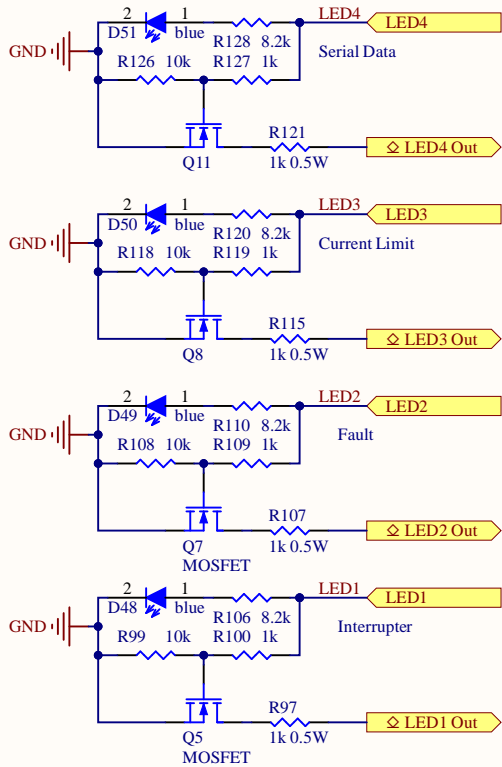 2 1 LED4 LED4
D51 blue R128 8.2k Serial Data
GND R126 10k R127 1k
R121
Q11 1k 0.5W LED4 Out
2 1 LED3 LED3
D50 blue R120 8.2k Current Limit
GND R118 10k R119 1k
R115
Q8 1k 0.5W LED3 Out
2 1 LED2 LED2
D49 blue R110 8.2k Fault
GND R108 10k R109 1k
R107
Q7 1k 0.5W LED2 Out
MOSFET
2 1 LED1 LED1
D48 blue R106 8.2k Interrupter
GND R99 10k R100 1k
R97
Q5 1k 0.5W LED1 Out
MOSFET